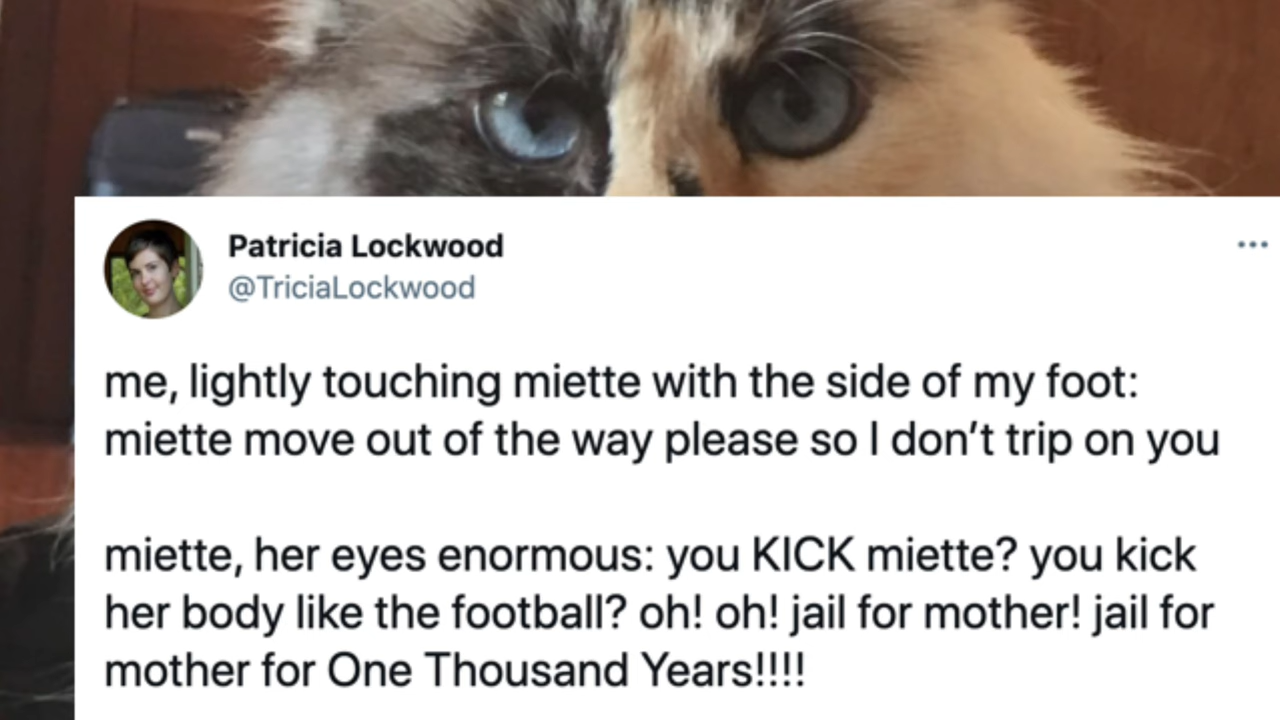 Patricia Lockwood
@TriciaLockwood
me, lightly touching miette with the side of my foot:
miette move out of the way please so I don’t trip on you
miette, her eyes enormous: you KICK miette? you kick
her body like the football? oh! oh! jail for mother! jail for
mother for One Thousand Years!!!!